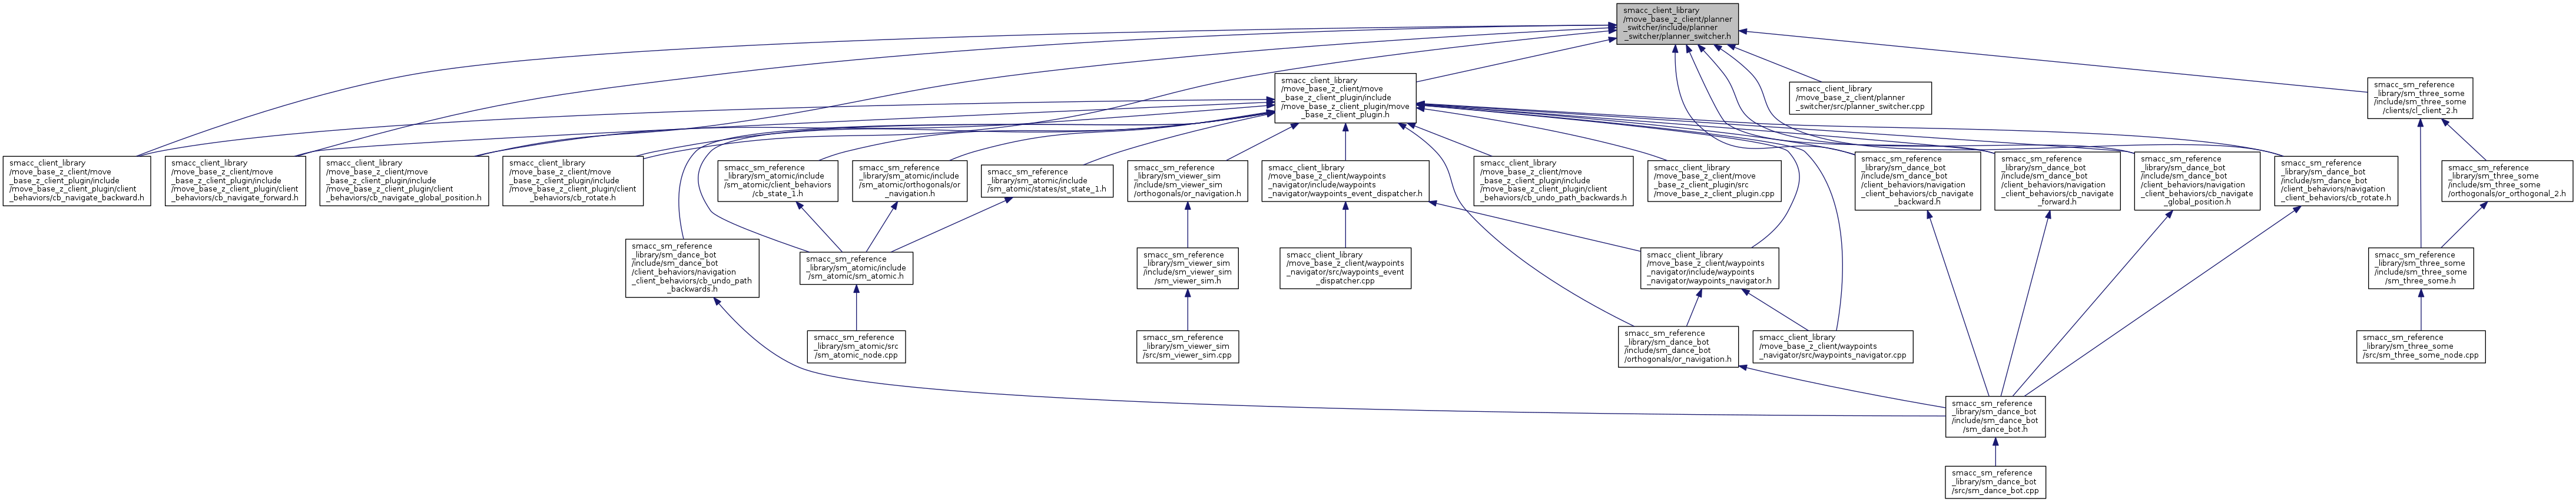 smacc_client_library
/move_base_z_client/planner
_switcher/include/planner
_switcher/planner_switcher.h
smacc_client_library
/move_base_z_client/move
_base_z_client_plugin/include
/move_base_z_client_plugin/move
_base_z_client_plugin.h
smacc_client_library
/move_base_z_client/planner
_switcher/src/planner_switcher.cpp
smacc_sm_reference
_library/sm_three_some
/include/sm_three_some
/clients/cl_client_2.h
smacc_client_library
/move_base_z_client/move
_base_z_client_plugin/include
/move_base_z_client_plugin/client
_behaviors/cb_navigate_backward.h
smacc_client_library
/move_base_z_client/move
_base_z_client_plugin/include
/move_base_z_client_plugin/client
_behaviors/cb_navigate_forward.h
smacc_client_library
/move_base_z_client/move
_base_z_client_plugin/include
/move_base_z_client_plugin/client
_behaviors/cb_navigate_global_position.h
smacc_client_library
/move_base_z_client/move
_base_z_client_plugin/include
/move_base_z_client_plugin/client
_behaviors/cb_rotate.h
smacc_sm_reference
_library/sm_atomic/include
/sm_atomic/client_behaviors
/cb_state_1.h
smacc_sm_reference
_library/sm_atomic/include
/sm_atomic/orthogonals/or
_navigation.h
smacc_sm_reference
_library/sm_atomic/include
/sm_atomic/states/st_state_1.h
smacc_sm_reference
_library/sm_viewer_sim
/include/sm_viewer_sim
/orthogonals/or_navigation.h
smacc_client_library
/move_base_z_client/waypoints
_navigator/include/waypoints
_navigator/waypoints_event_dispatcher.h
smacc_client_library
/move_base_z_client/move
_base_z_client_plugin/include
/move_base_z_client_plugin/client
_behaviors/cb_undo_path_backwards.h
smacc_client_library
/move_base_z_client/move
_base_z_client_plugin/src
/move_base_z_client_plugin.cpp
smacc_sm_reference
_library/sm_dance_bot
/include/sm_dance_bot
/client_behaviors/navigation
_client_behaviors/cb_navigate
_backward.h
smacc_sm_reference
_library/sm_dance_bot
/include/sm_dance_bot
/client_behaviors/navigation
_client_behaviors/cb_navigate
_forward.h
smacc_sm_reference
_library/sm_dance_bot
/include/sm_dance_bot
/client_behaviors/navigation
_client_behaviors/cb_navigate
_global_position.h
smacc_sm_reference
_library/sm_dance_bot
/include/sm_dance_bot
/client_behaviors/navigation
_client_behaviors/cb_rotate.h
smacc_sm_reference
_library/sm_three_some
/include/sm_three_some
/orthogonals/or_orthogonal_2.h
smacc_sm_reference
_library/sm_dance_bot
/include/sm_dance_bot
/client_behaviors/navigation
_client_behaviors/cb_undo_path
_backwards.h
smacc_sm_reference
_library/sm_atomic/include
/sm_atomic/sm_atomic.h
smacc_sm_reference
_library/sm_viewer_sim
/include/sm_viewer_sim
/sm_viewer_sim.h
smacc_client_library
/move_base_z_client/waypoints
_navigator/src/waypoints_event
_dispatcher.cpp
smacc_client_library
/move_base_z_client/waypoints
_navigator/include/waypoints
_navigator/waypoints_navigator.h
smacc_sm_reference
_library/sm_three_some
/include/sm_three_some
/sm_three_some.h
smacc_sm_reference
_library/sm_atomic/src
/sm_atomic_node.cpp
smacc_sm_reference
_library/sm_viewer_sim
/src/sm_viewer_sim.cpp
smacc_sm_reference
_library/sm_dance_bot
/include/sm_dance_bot
/orthogonals/or_navigation.h
smacc_client_library
/move_base_z_client/waypoints
_navigator/src/waypoints_navigator.cpp
smacc_sm_reference
_library/sm_three_some
/src/sm_three_some_node.cpp
smacc_sm_reference
_library/sm_dance_bot
/include/sm_dance_bot
/sm_dance_bot.h
smacc_sm_reference
_library/sm_dance_bot
/src/sm_dance_bot.cpp